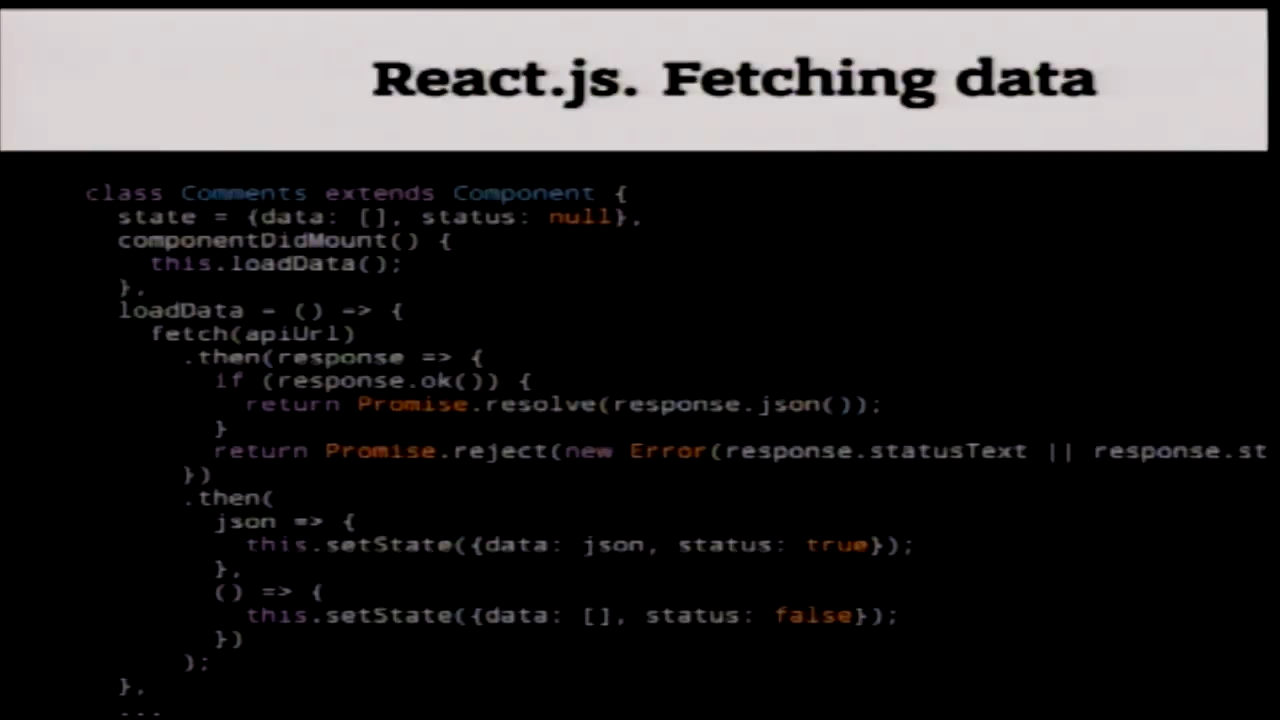 React.js. Fetching data
class Comments extends Component {
state = {data: [], status: null},
componentDidMount() {
this.loadData();
},
loadData = () => {
fetch(apiUrl)
.then(response => {
if (response.ok()) {
return Promise.resolve(response.json());
}
return Promise.reject(new Error(response.statusText || response.st
})
.then(
json => {
this.setState({data: json, status: true});
},
() => {
this.setState({data: [], status: false});
})
);
},
...